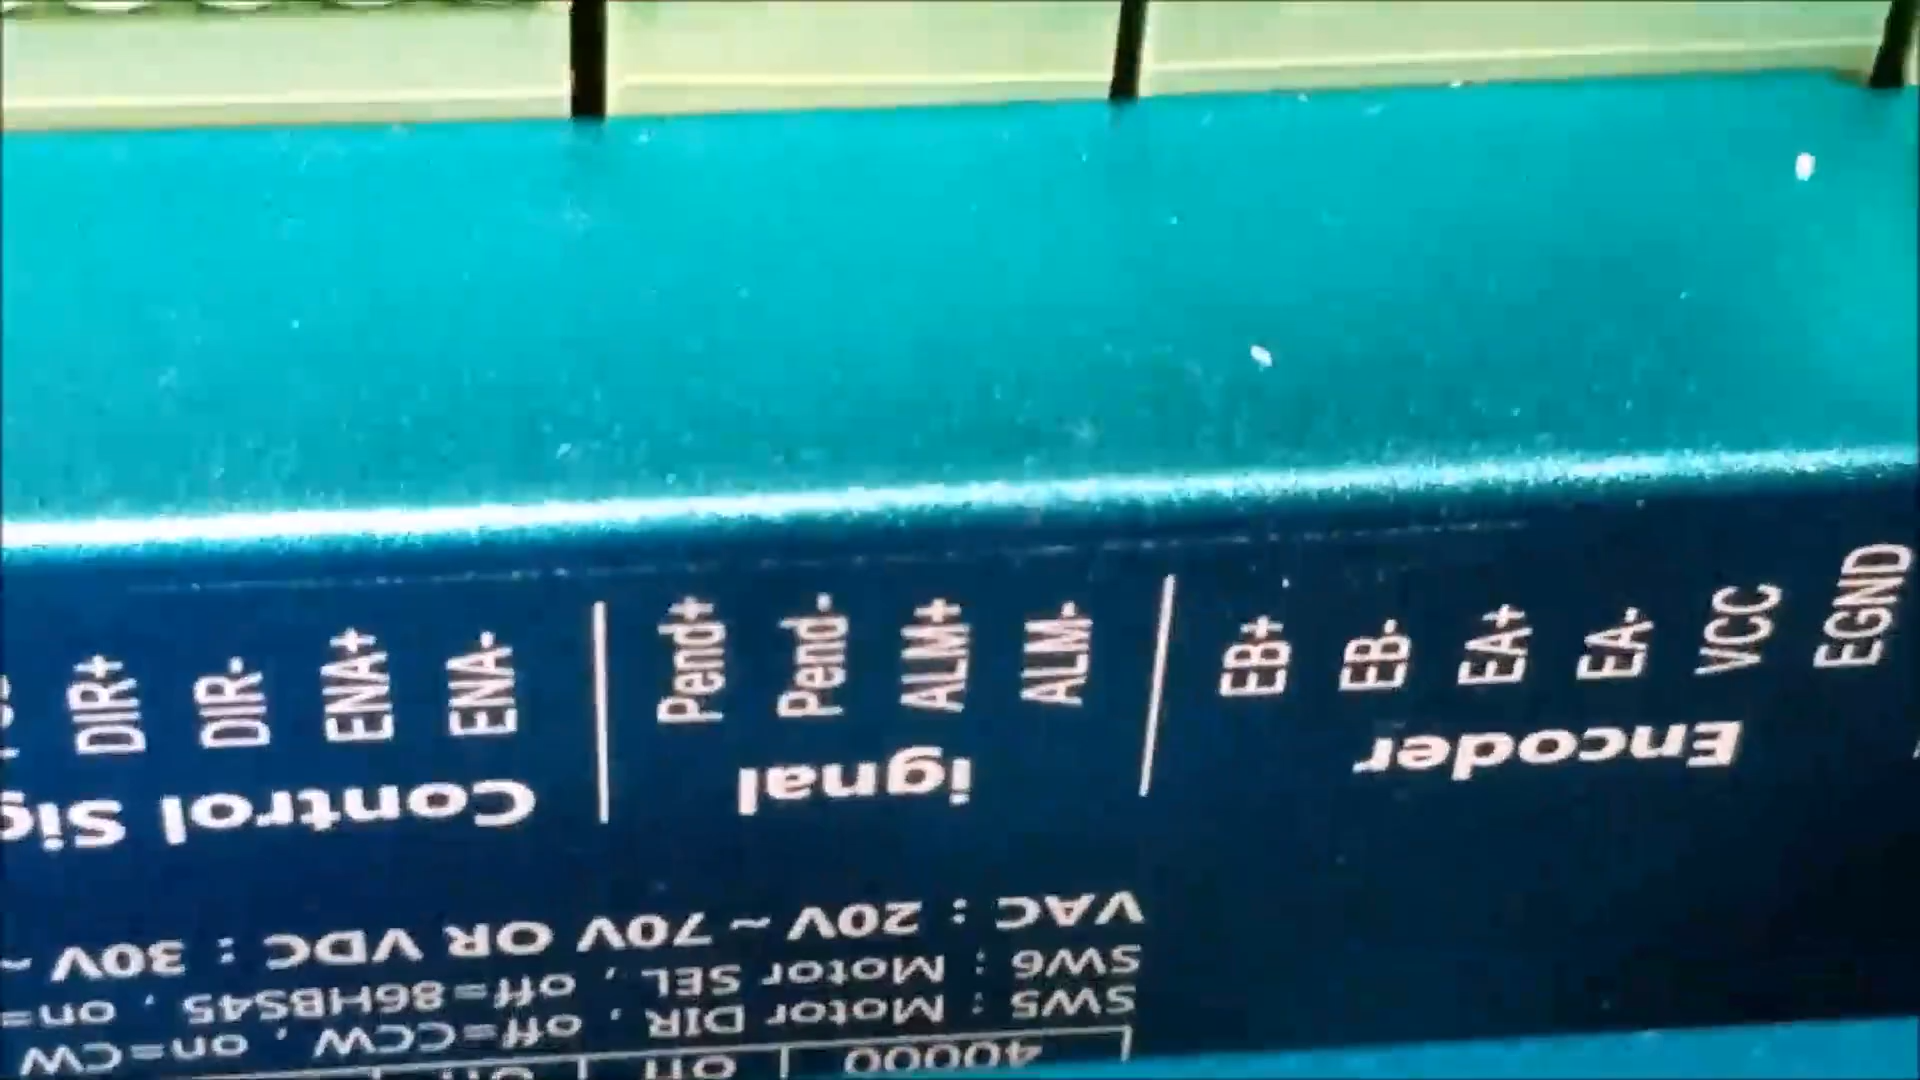 40000 off
SW5 : Motor DIR , off=CCW , on=CW
SW6 : Motor SEL , off=86HBS45 , on=
VAC : 20V ~ 70V OR VDC : 30V ~
Encoder
EGND
VCC
EA-
EA+
EB-
EB+
ignal
ALM-
ALM+
Pend-
Pend+
Control Sig
ENA-
ENA+
DIR-
DIR+